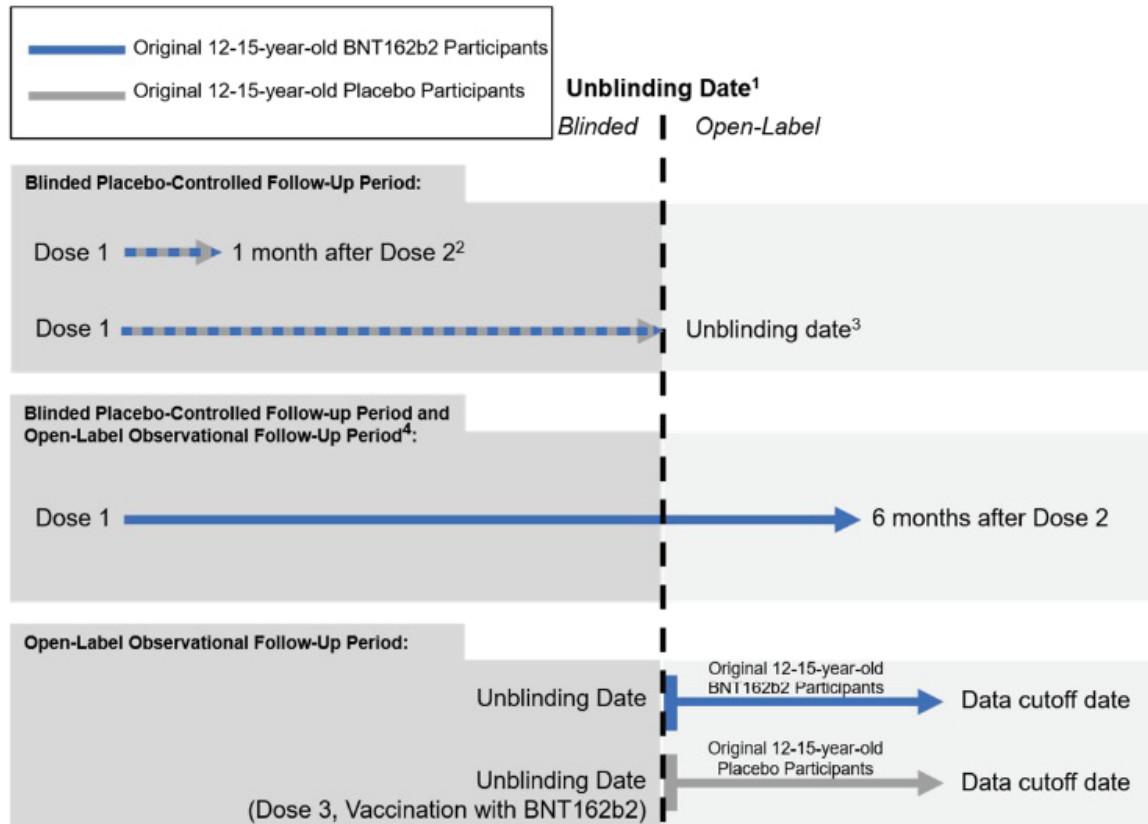 Original 12-15-year-old BNT162b2 Participants
Original 12-15-year-old Placebo Participants
Unblinding Date¹
Blinded
Open-Label
Blinded Placebo-Controlled Follow-Up Period:
Dose 1
1 month after Dose 2²
Dose 1
Unblinding date³
Blinded Placebo-Controlled Follow-up Period and
Open-Label Observational Follow-Up Period⁴:
Dose 1
6 months after Dose 2
Open-Label Observational Follow-Up Period:
Unblinding Date
Original 12-15-year-old
BNT162b2 Participants
Data cutoff date
Unblinding Date
(Dose 3, Vaccination with BNT162b2)
Original 12-15-year-old
Placebo Participants
Data cutoff date